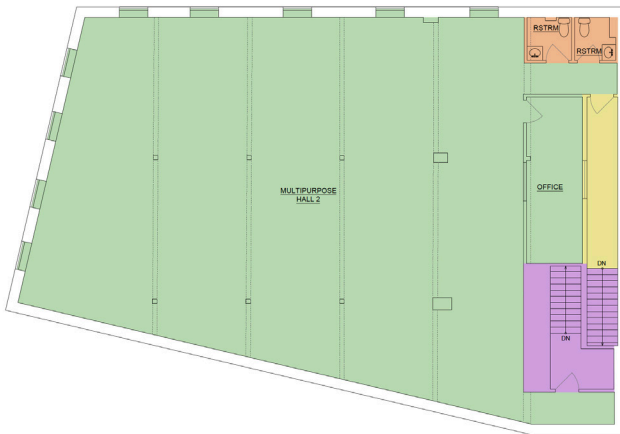 RSTRM
RSTRM
MULTIPURPOSE
HALL 2
OFFICE
DN
DN